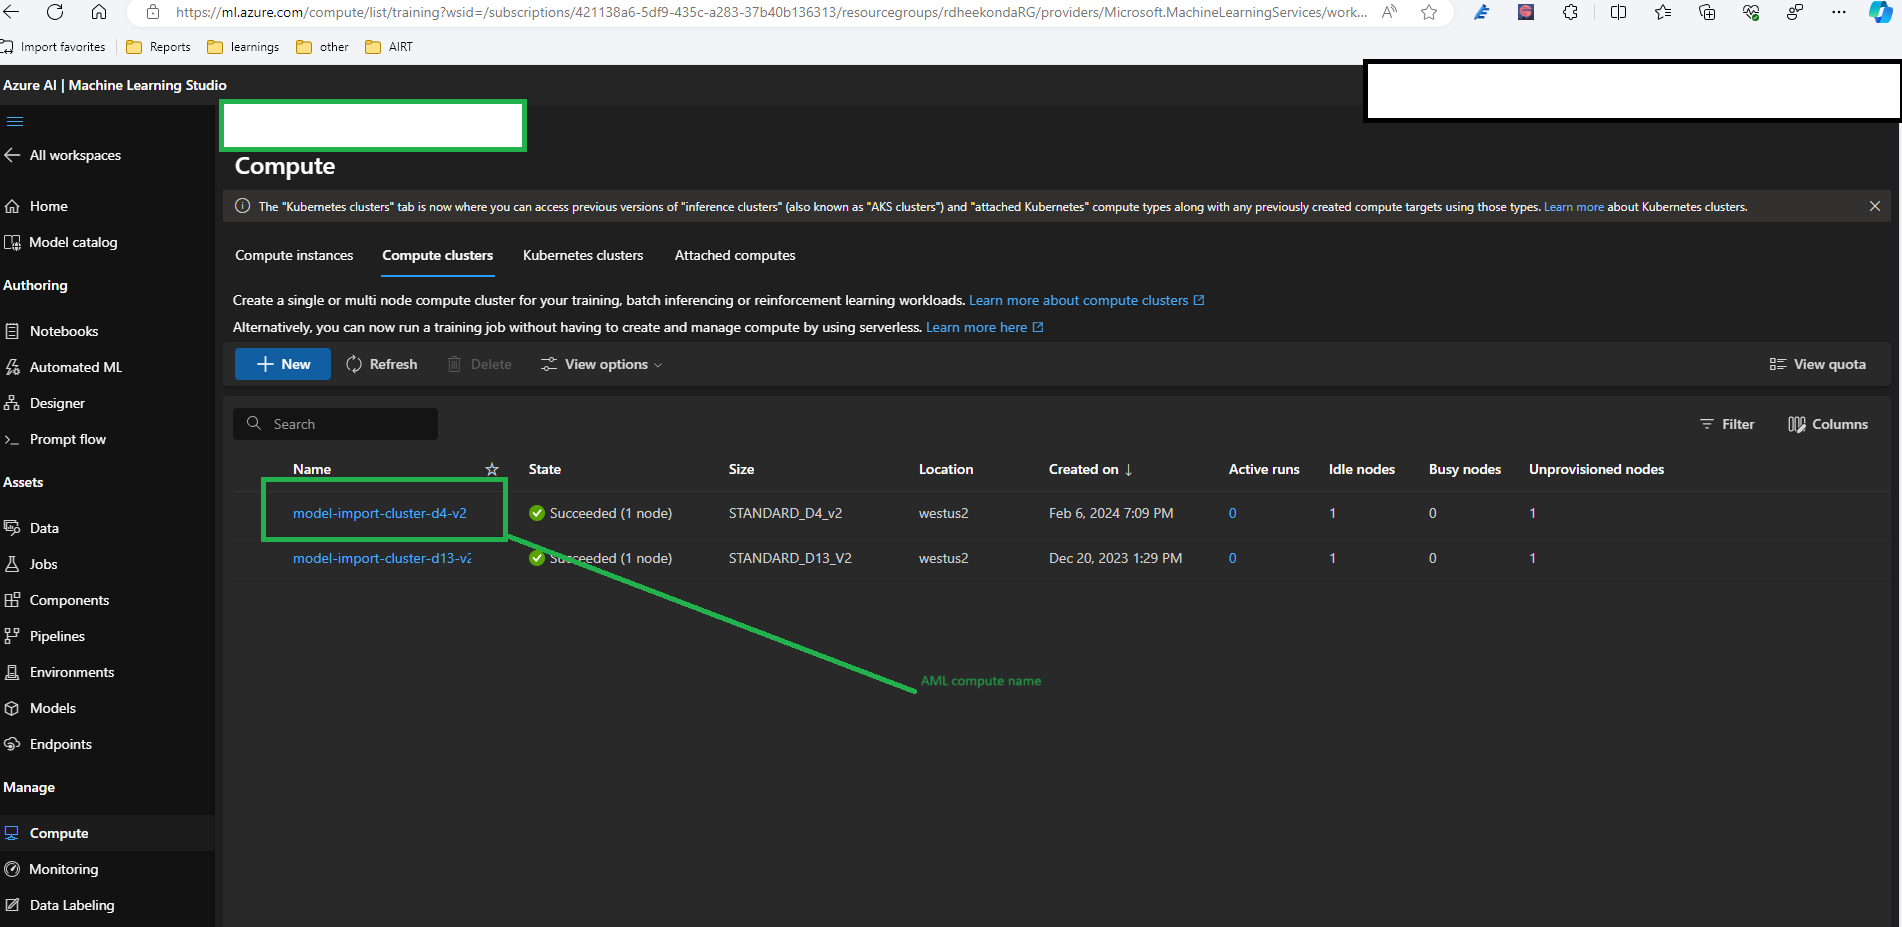 https://ml.azure.com/compute/list/training?wsid=/subscriptions/421138a6-5df9-435c-a283-37b40b136313/resourcegroups/rdheekondaRG/providers/Microsoft.MachineLearningServices/work...
Import favorites
Reports
learnings
other
AIRT
Azure AI | Machine Learning Studio
All workspaces
Home
Model catalog
Authoring
Notebooks
Automated ML
Designer
Prompt flow
Assets
Data
Jobs
Components
Pipelines
Environments
Models
Endpoints
Manage
Compute
Monitoring
Data Labeling
Compute
The "Kubernetes clusters" tab is now where you can access previous versions of "inference clusters" (also known as "AKS clusters") and "attached Kubernetes" compute types along with any previously created compute targets using those types. Learn more about Kubernetes clusters.
Compute instances Compute clusters Kubernetes clusters Attached computes
Create a single or multi node compute cluster for your training, batch inferencing or reinforcement learning workloads. Learn more about compute clusters
Alternatively, you can now run a training job without having to create and manage compute by using serverless. Learn more here
New Refresh Delete View options View quota
Search Filter Columns
Name State Size Location Created on ↓ Active runs Idle nodes Busy nodes Unprovisioned nodes
model-import-cluster-d4-v2 Succeeded (1 node) STANDARD_D4_v2 westus2 Feb 6, 2024 7:09 PM 0 1 0 1
model-import-cluster-d13-v2 Succeeded (1 node) STANDARD_D13_V2 westus2 Dec 20, 2023 1:29 PM 0 1 0 1
AML compute name